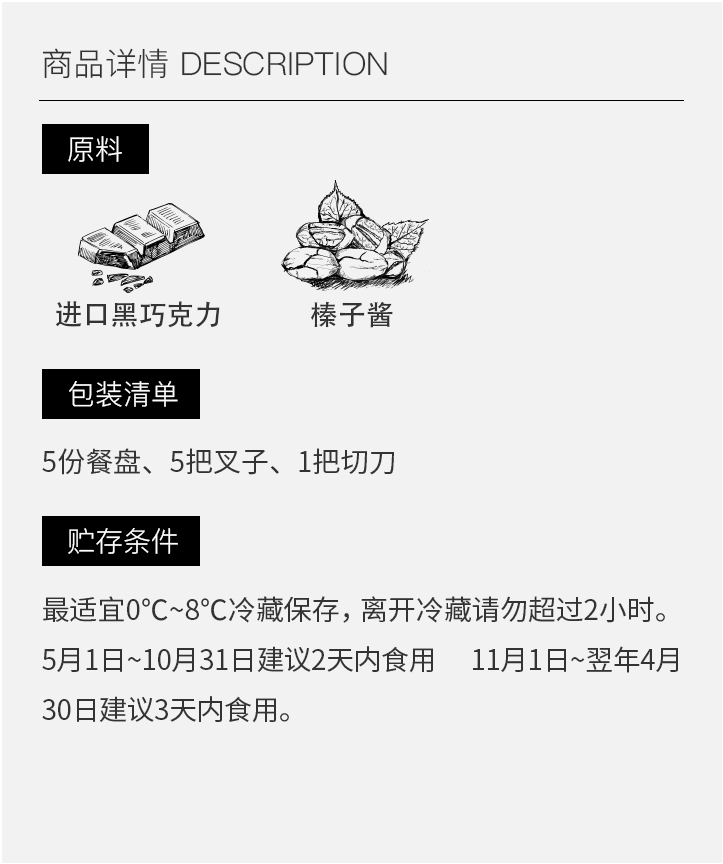 商品详情 DESCRIPTION
原料
进口黑巧克力
榛子酱
包装清单
5份餐盘、5把叉子、1把切刀
贮存条件
最适宜0℃~8℃冷藏保存，离开冷藏请勿超过2小时。
5月1日~10月31日建议2天内食用 11月1日~翌年4月
30日建议3天内食用。